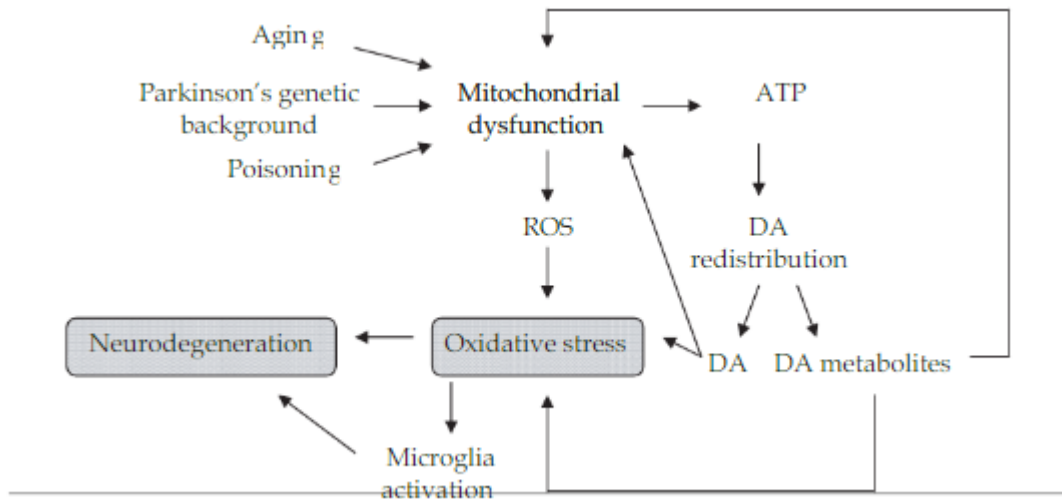 Aging
Parkinson's genetic
background
Poisoning
Mitochondrial
dysfunction
ATP
ROS
DA
redistribution
Neurodegeneration
Oxidative stress
DA
DA metabolites
Microglia
activation